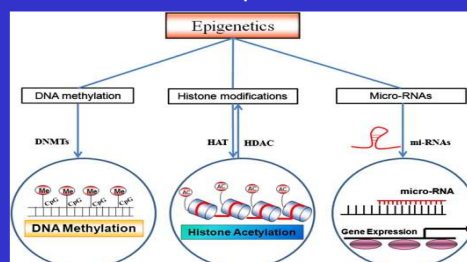 Epigenetics
DNA methylation
Histone modifications
Micro-RNAs
DNMTs
HAT
HDAC
mi-RNAs
Me Me Me Me
CpG CpG CpG CpG
DNA Methylation
AC AC AC AC
Histone Acetylation
micro-RNA
Gene Expression